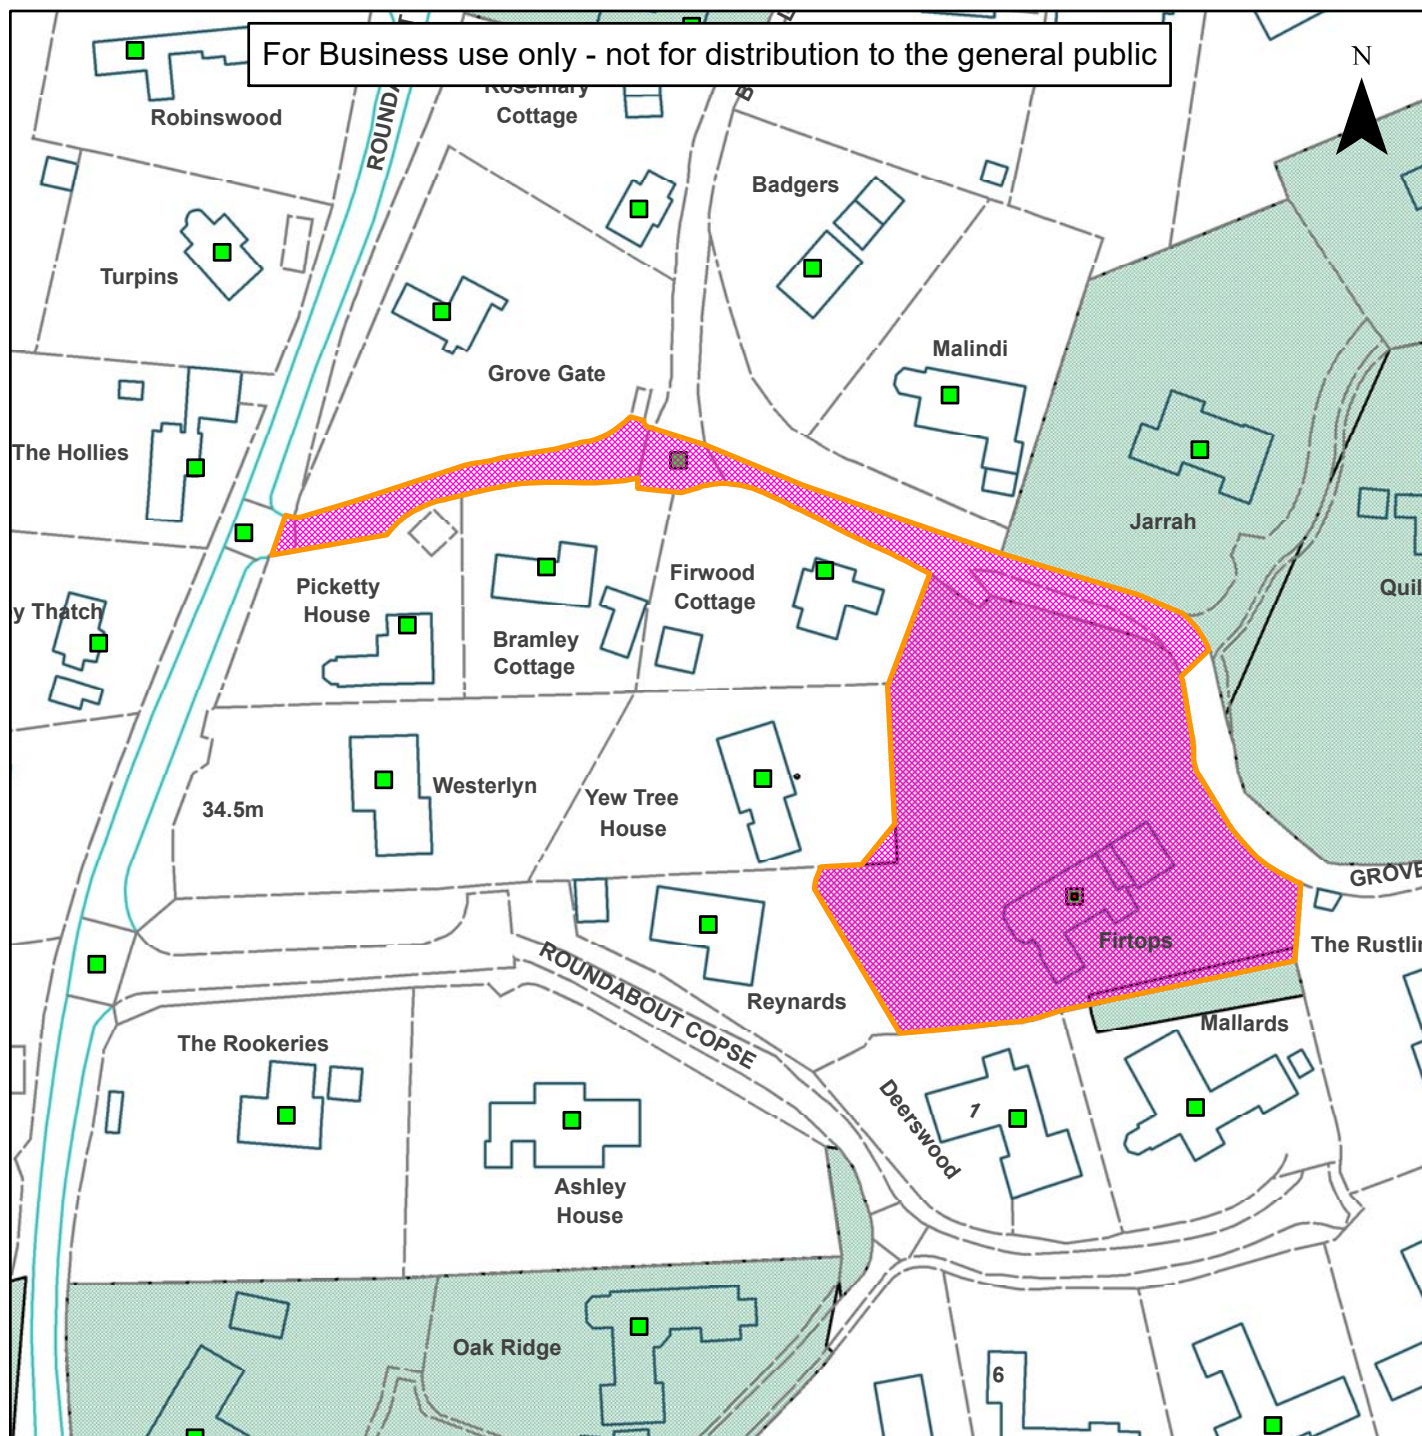 For Business use only - not for distribution to the general public
N
Robinswood
Rosemary
Cottage
Badgers
Turpins
Grove Gate
Malindi
The Hollies
Jarrah
Picketty
House
Firwood
Cottage
y Thatch
Bramley
Cottage
Quil
34.5m
Westerlyn
Yew Tree
House
GROVE
Firtops
The Rustlin
ROUNDABOUT COPSE
Reynards
Mallards
The Rookeries
Deerswood
1
Ashley
House
Oak Ridge
6